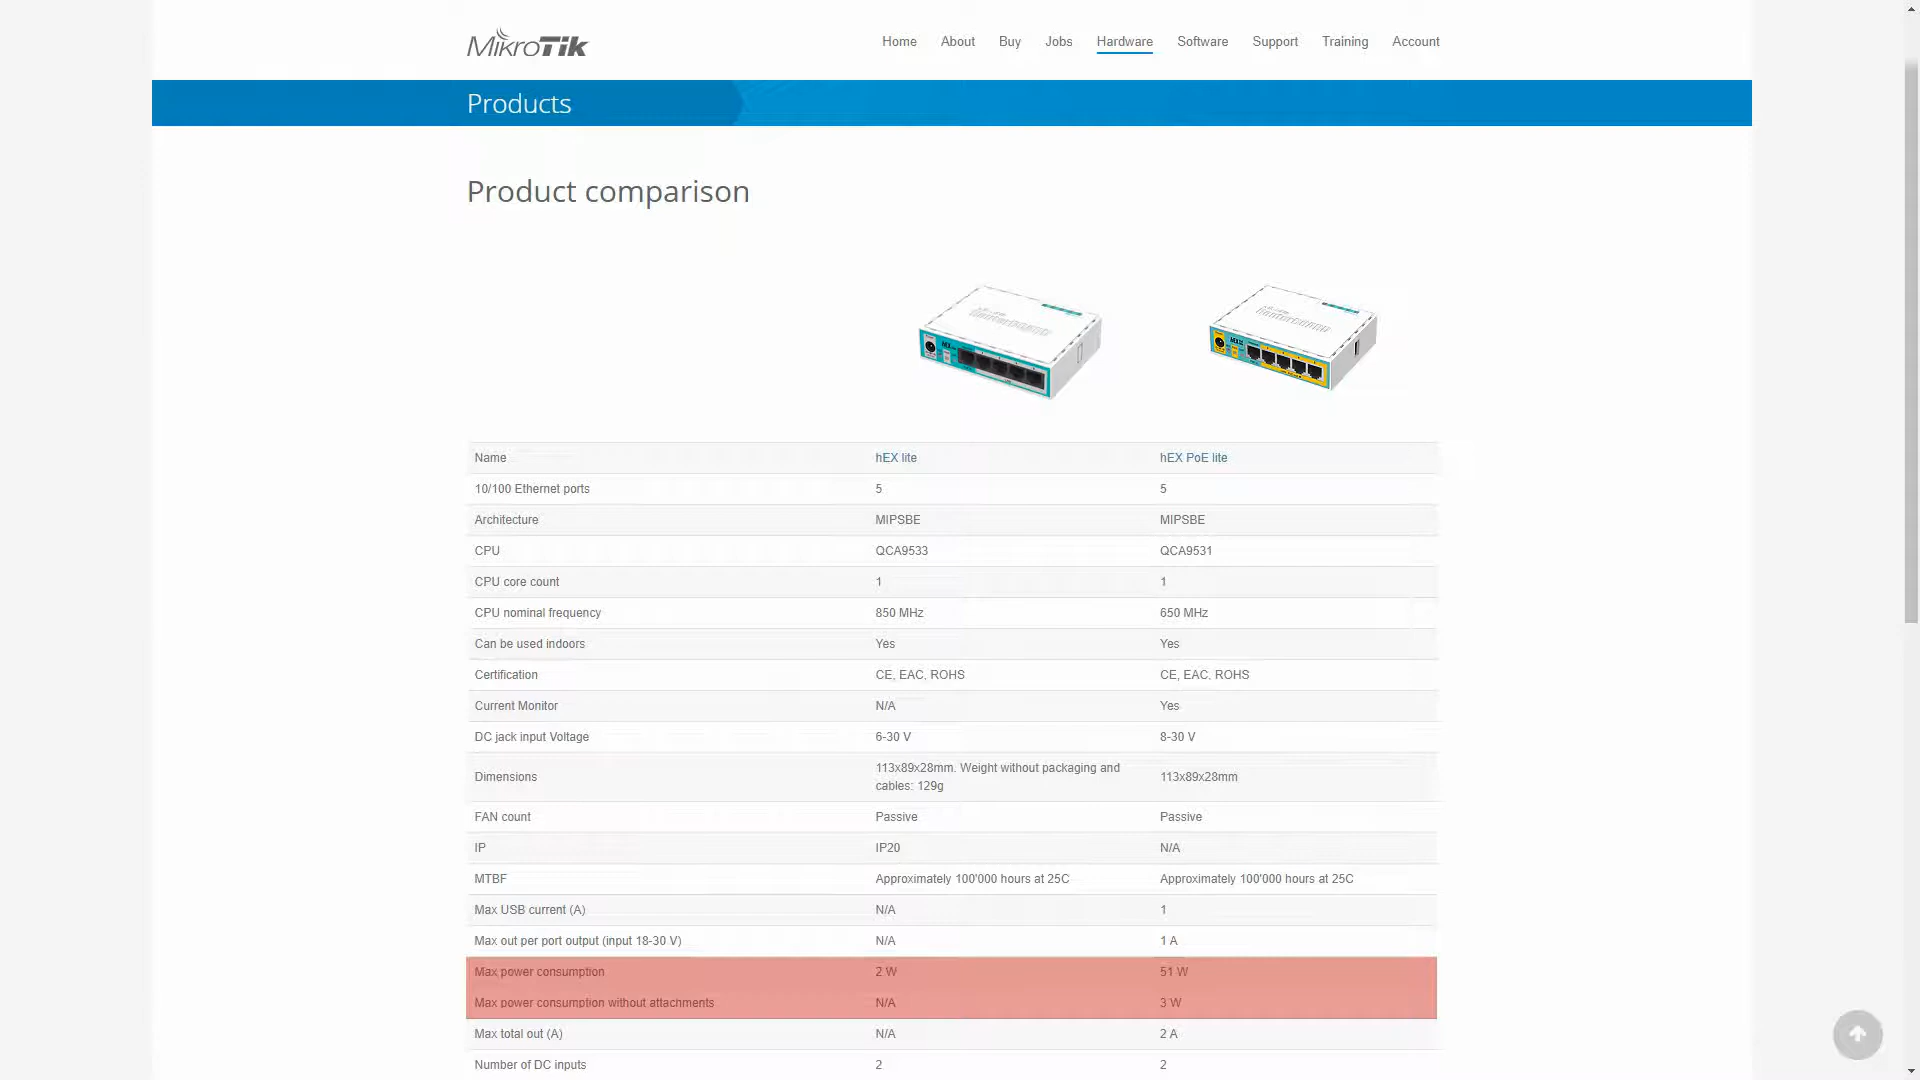 MikroTik
Home About Buy Jobs Hardware Software Support Training Account
Products
Product comparison
Name hEX lite hEX PoE lite
10/100 Ethernet ports 5 5
Architecture MIPSBE MIPSBE
CPU QCA9533 QCA9531
CPU core count 1 1
CPU nominal frequency 850 MHz 650 MHz
Can be used indoors Yes Yes
Certification CE, EAC, ROHS CE, EAC, ROHS
Current Monitor N/A Yes
DC jack input Voltage 6-30 V 8-30 V
Dimensions 113x89x28mm. Weight without packaging and cables: 129g 113x89x28mm
FAN count Passive Passive
IP IP20 N/A
MTBF Approximately 100'000 hours at 25C Approximately 100'000 hours at 25C
Max USB current (A) N/A 1
Max out per port output (input 18-30 V) N/A 1 A
Max power consumption 2 W 51 W
Max power consumption without attachments N/A 3 W
Max total out (A) N/A 2 A
Number of DC inputs 2 2